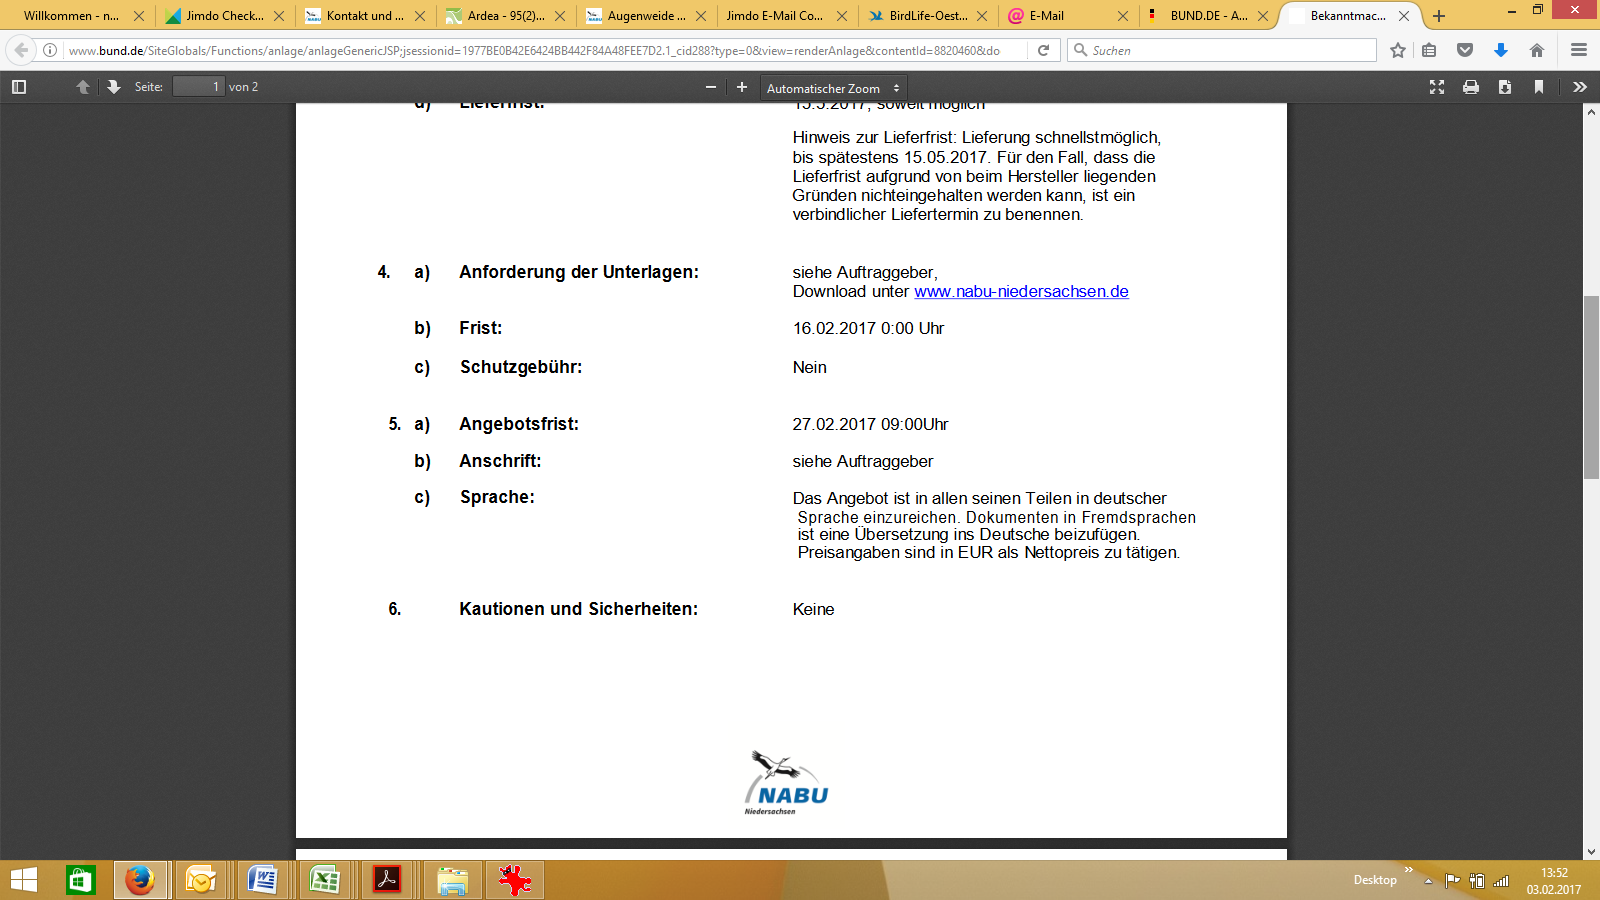 Willkommen - n...
Jimdo Check...
Kontakt und ...
Ardea - 95(2)...
Augenweide ...
Jimdo E-Mail Co...
BirdLife-Oest...
E-Mail
BUND.DE - A...
Bekanntmac...
www.bund.de/SiteGlobals/Functions/anlage/anlageGenericJSP;jsessionid=1977BE0B42E6424BB442F84A48FEE7D2.1_cid288?type=0&view=renderAnlage&contentId=8820460&do
Suchen
Seite: 1 von 2
Automatischer Zoom
d) Lieferfrist: 15.5.2017, soweit möglich
Hinweis zur Lieferfrist: Lieferung schnellstmöglich,
bis spätestens 15.05.2017. Für den Fall, dass die
Lieferfrist aufgrund von beim Hersteller liegenden
Gründen nichteingehalten werden kann, ist ein
verbindlicher Liefertermin zu benennen.
4. a) Anforderung der Unterlagen: siehe Auftraggeber,
Download unter www.nabu-niedersachsen.de
b) Frist: 16.02.2017 0:00 Uhr
c) Schutzgebühr: Nein
5. a) Angebotsfrist: 27.02.2017 09:00Uhr
b) Anschrift: siehe Auftraggeber
c) Sprache: Das Angebot ist in allen seinen Teilen in deutscher
Sprache einzureichen. Dokumenten in Fremdsprachen
ist eine Übersetzung ins Deutsche beizufügen.
Preisangaben sind in EUR als Nettopreis zu tätigen.
6. Kautionen und Sicherheiten: Keine
NABU
Niedersachsen
Desktop
13:52
03.02.2017